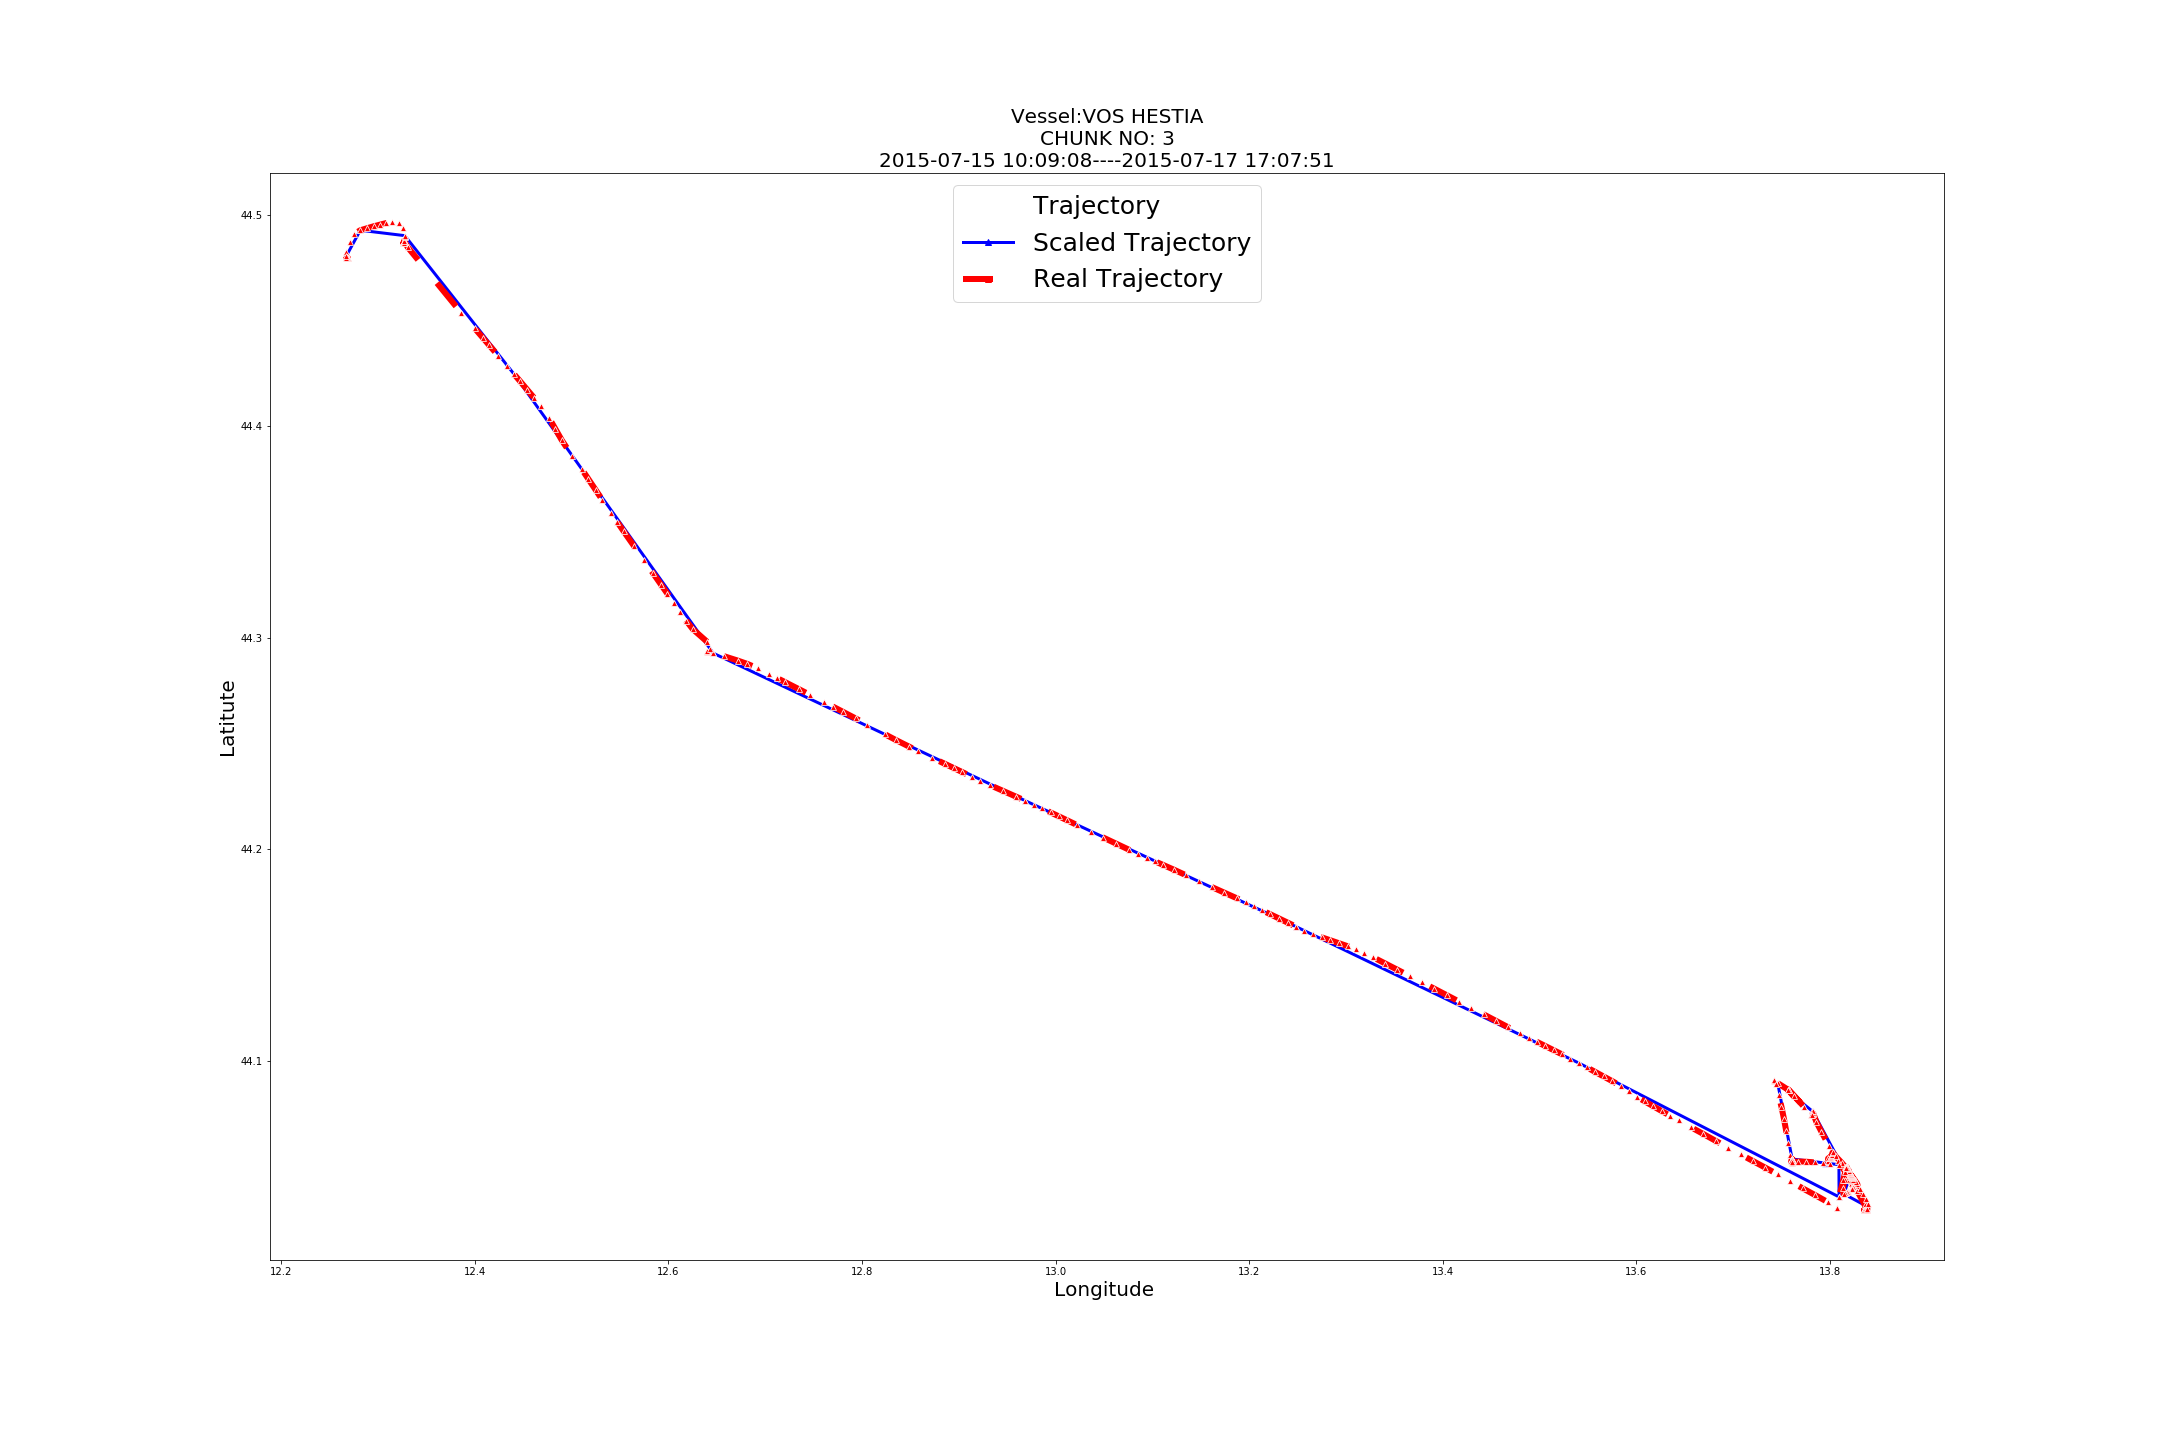 Vessel:VOS HESTIA
CHUNK NO: 3
2015-07-15 10:09:08----2015-07-17 17:07:51
Trajectory
Scaled Trajectory
Real Trajectory
44.5
44.4
44.3
44.2
44.1
Latitute
12.2 12.4 12.6 12.8 13.0 13.2 13.4 13.6 13.8
Longitude